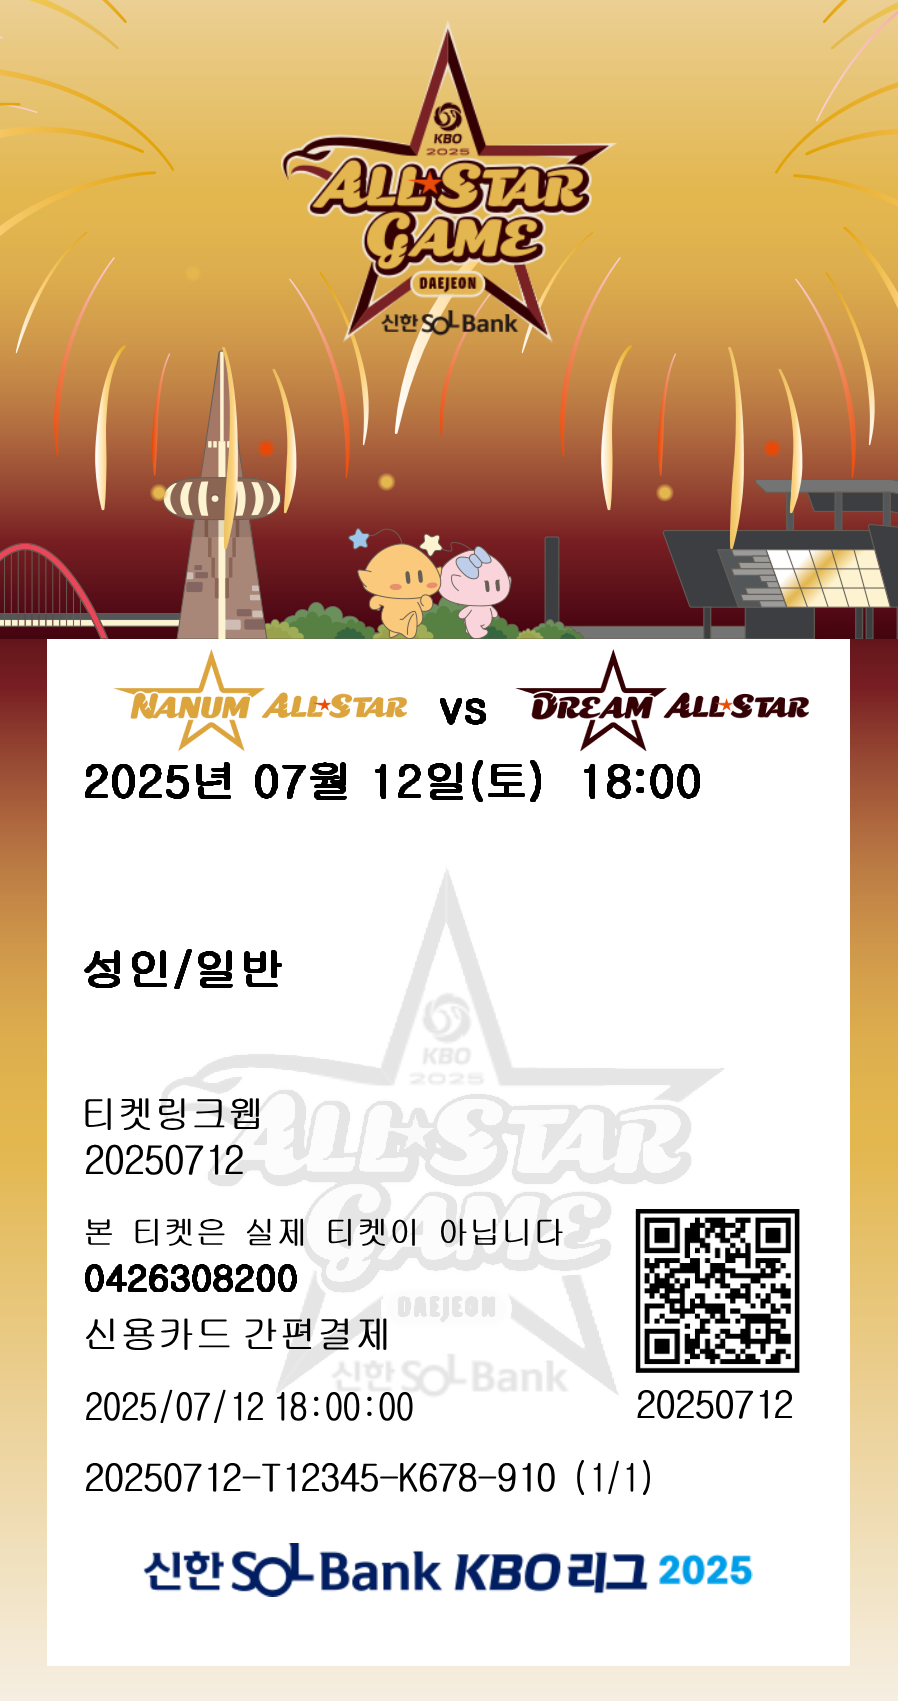 KBO
2025
ALL★STAR
GAME
DAEJEON
신한 SOL Bank
NANUM ALL★STAR vs DREAM ALL★STAR
2025년 07월 12일(토) 18:00
성인/일반
KBO
2025
티켓링크웹
ALL★STAR
20250712
본 티켓은 실제 티켓이 아닙니다
GAME
0426308200
DAEJEON
신용카드 간편결제
신한 SOL Bank
2025/07/12 18:00:00
20250712
20250712-T12345-K678-910 (1/1)
신한 SOL Bank KBO 리그 2025